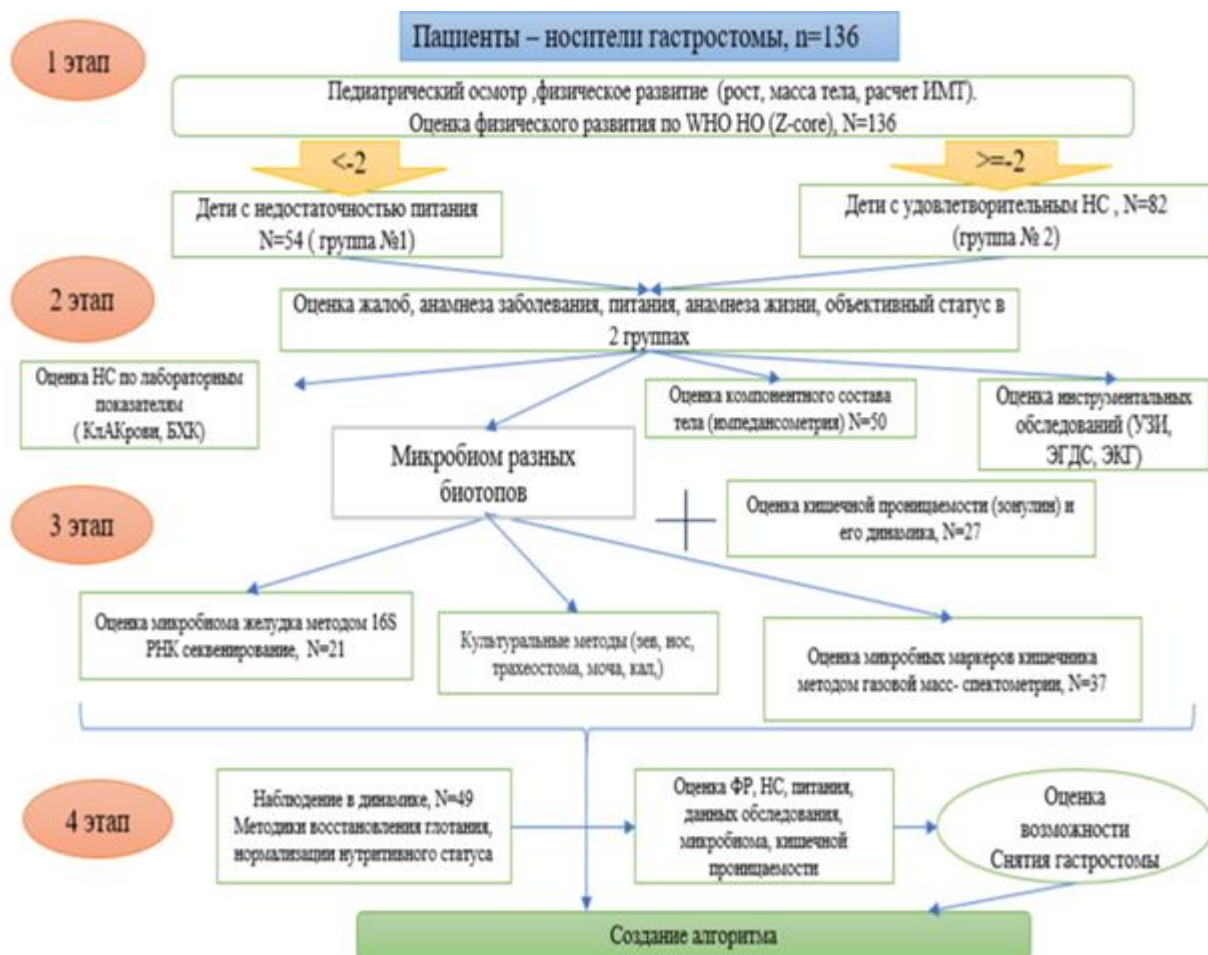 Пациенты – носители гастростомы, n=136
1 этап
Педиатрический осмотр ,физическое развитие (рост, масса тела, расчет ИМТ).
Оценка физического развития по WHO НО (Z-core), N=136
<-2
>=-2
Дети с недостаточностью питания
N=54 ( группа №1)
Дети с удовлетворительным НС , N=82
(группа № 2)
2 этап
Оценка жалоб, анамнеза заболевания, питания, анамнеза жизни, объективный статус в
2 группах
Оценка НС по лабораторным
показателям
( КлАКрови, БХК)
Оценка компонентного состава
тела (импедансометрия) N=50
Оценка инструментальных
обследований (УЗИ,
ЭГДС, ЭКГ)
Микробиом разных
биотопов
3 этап
Оценка кишечной проницаемости (зонулин) и
его динамика, N=27
Оценка микробиома желудка методом 16S
РНК секвенирование, N=21
Культуральные методы (зев, нос,
трахеостома, моча, кал,)
Оценка микробных маркеров кишечника
методом газовой масс- спектометрии, N=37
4 этап
Наблюдение в динамике, N=49
Методики восстановления глотания,
нормализации нутритивного статуса
Оценка ФР, НС, питания,
данных обследования,
микробиома, кишечной
проницаемости
Оценка
возможности
Снятия гастростомы
Создание алгоритма